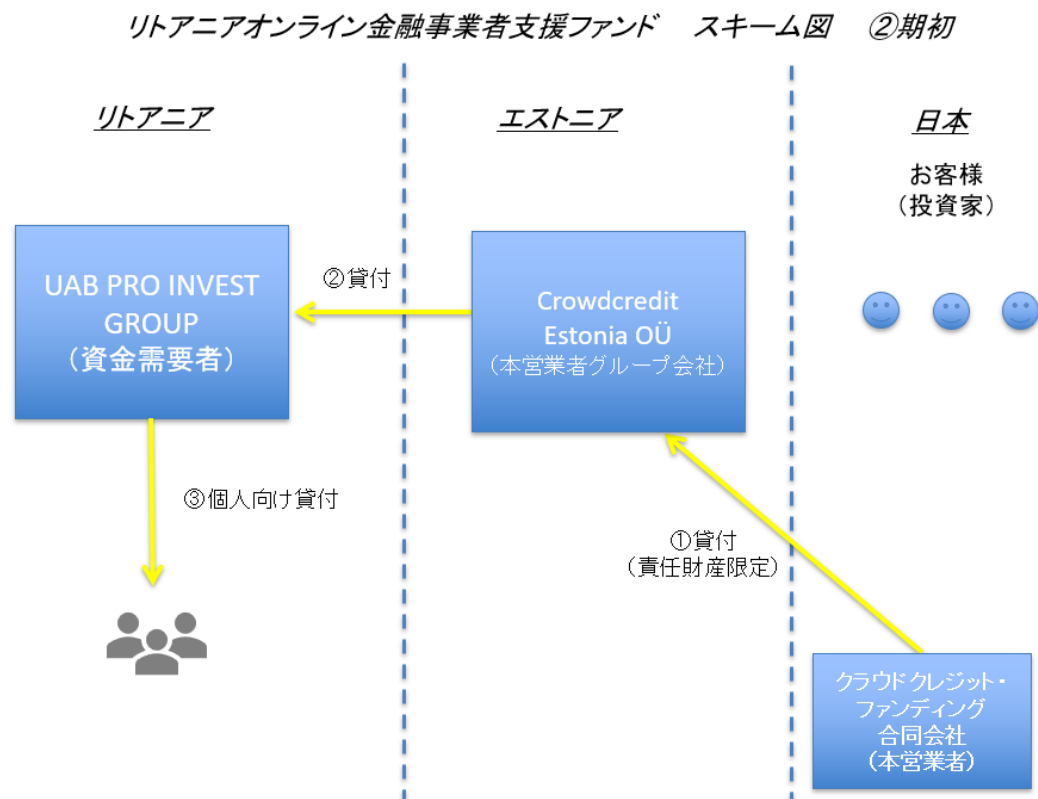 リトアニアオンライン金融事業者支援ファンド　スキーム図　②期初
リトアニア
エストニア
日本
お客様
（投資家）
UAB PRO INVEST
GROUP
（資金需要者）
②貸付
Crowdcredit
Estonia OÜ
（本営業者グループ会社）
③個人向け貸付
①貸付
（責任財産限定）
クラウドクレジット・
ファンディング
合同会社
（本営業者）